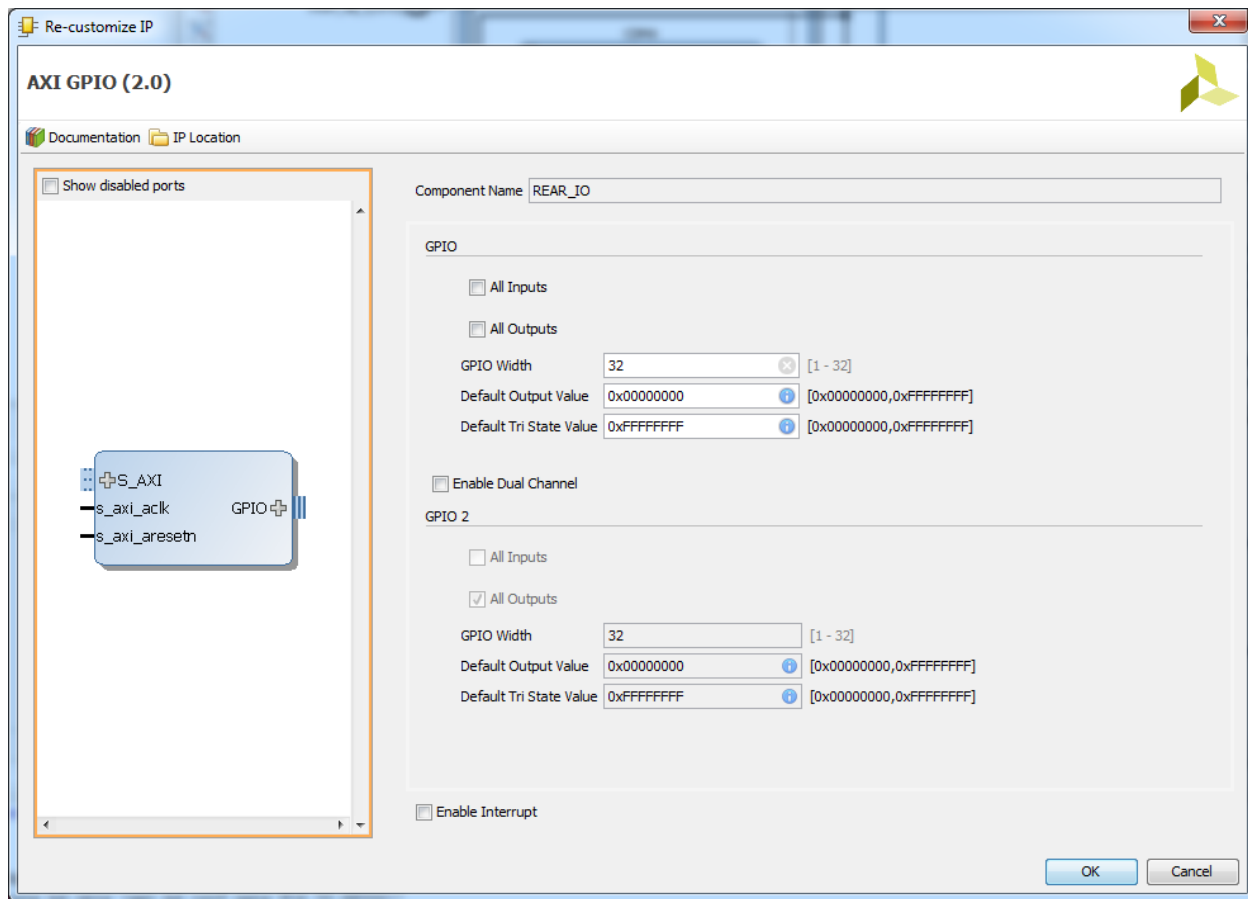 Re-customize IP
AXI GPIO (2.0)
Documentation IP Location
Show disabled ports
S_AXI
s_axi_aclk
GPIO
s_axi_aresetn
Component Name REAR_IO
GPIO
All Inputs
All Outputs
GPIO Width 32 [1 - 32]
Default Output Value 0x00000000 [0x00000000,0xFFFFFFFF]
Default Tri State Value 0xFFFFFFFF [0x00000000,0xFFFFFFFF]
Enable Dual Channel
GPIO 2
All Inputs
All Outputs
GPIO Width 32 [1 - 32]
Default Output Value 0x00000000 [0x00000000,0xFFFFFFFF]
Default Tri State Value 0xFFFFFFFF [0x00000000,0xFFFFFFFF]
Enable Interrupt
OK Cancel